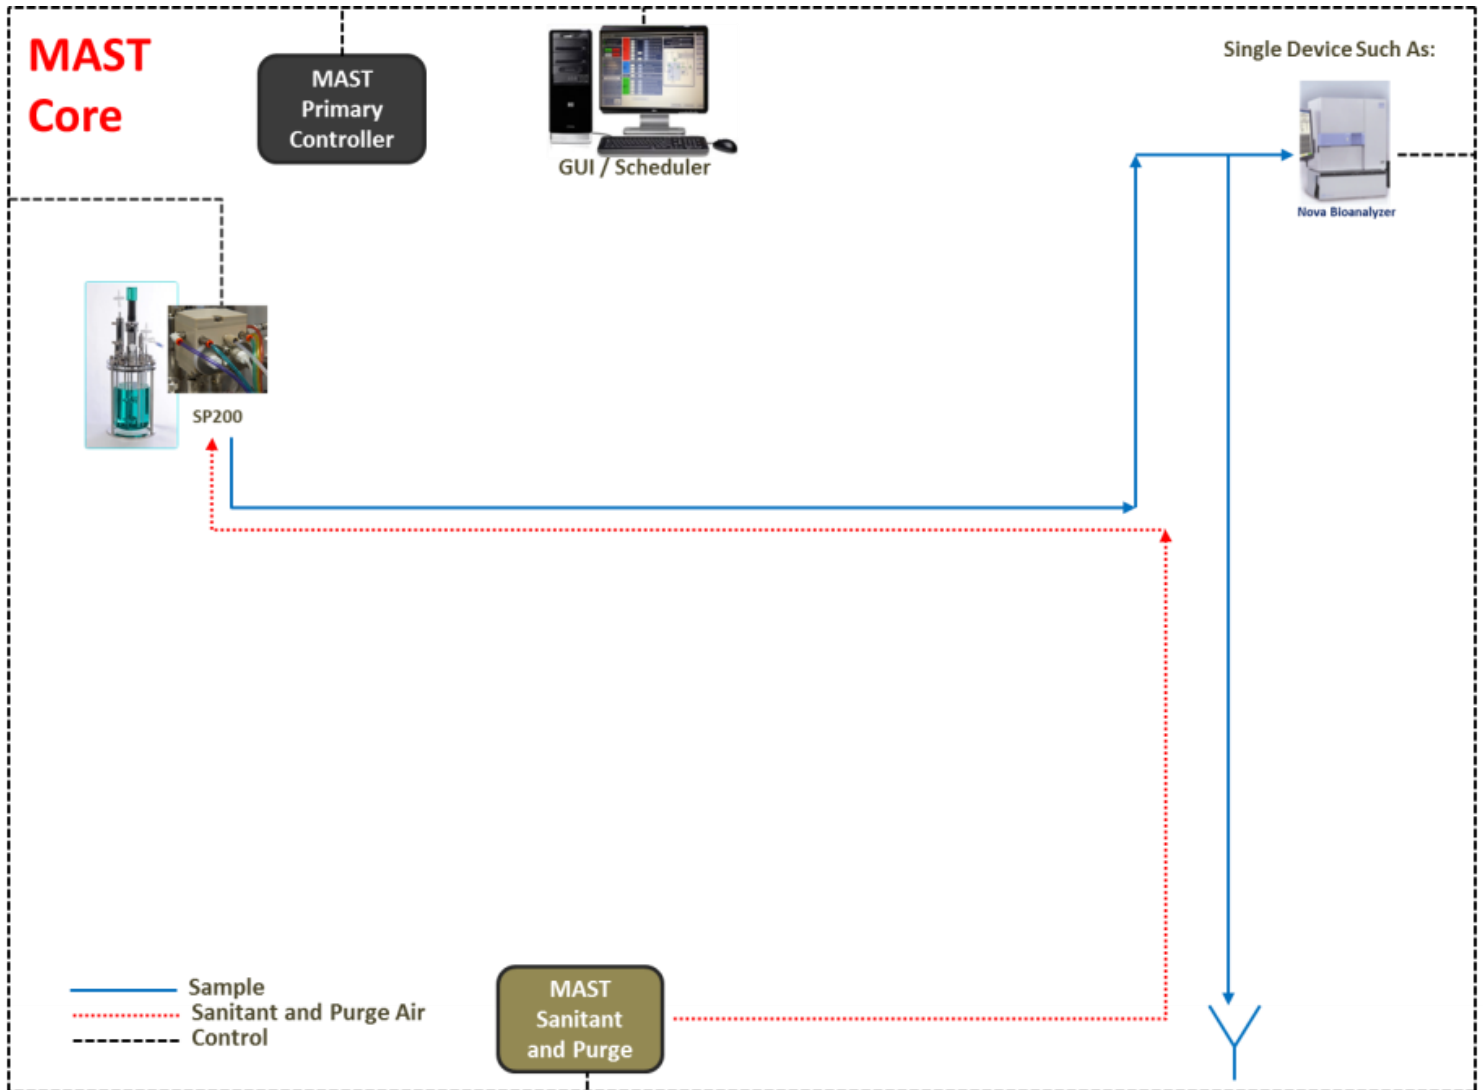 MAST
Core
MAST
Primary
Controller
GUI / Scheduler
Single Device Such As:
Nova Bioanalyzer
SP200
Sample
Sanitant and Purge Air
Control
MAST
Sanitant
and Purge